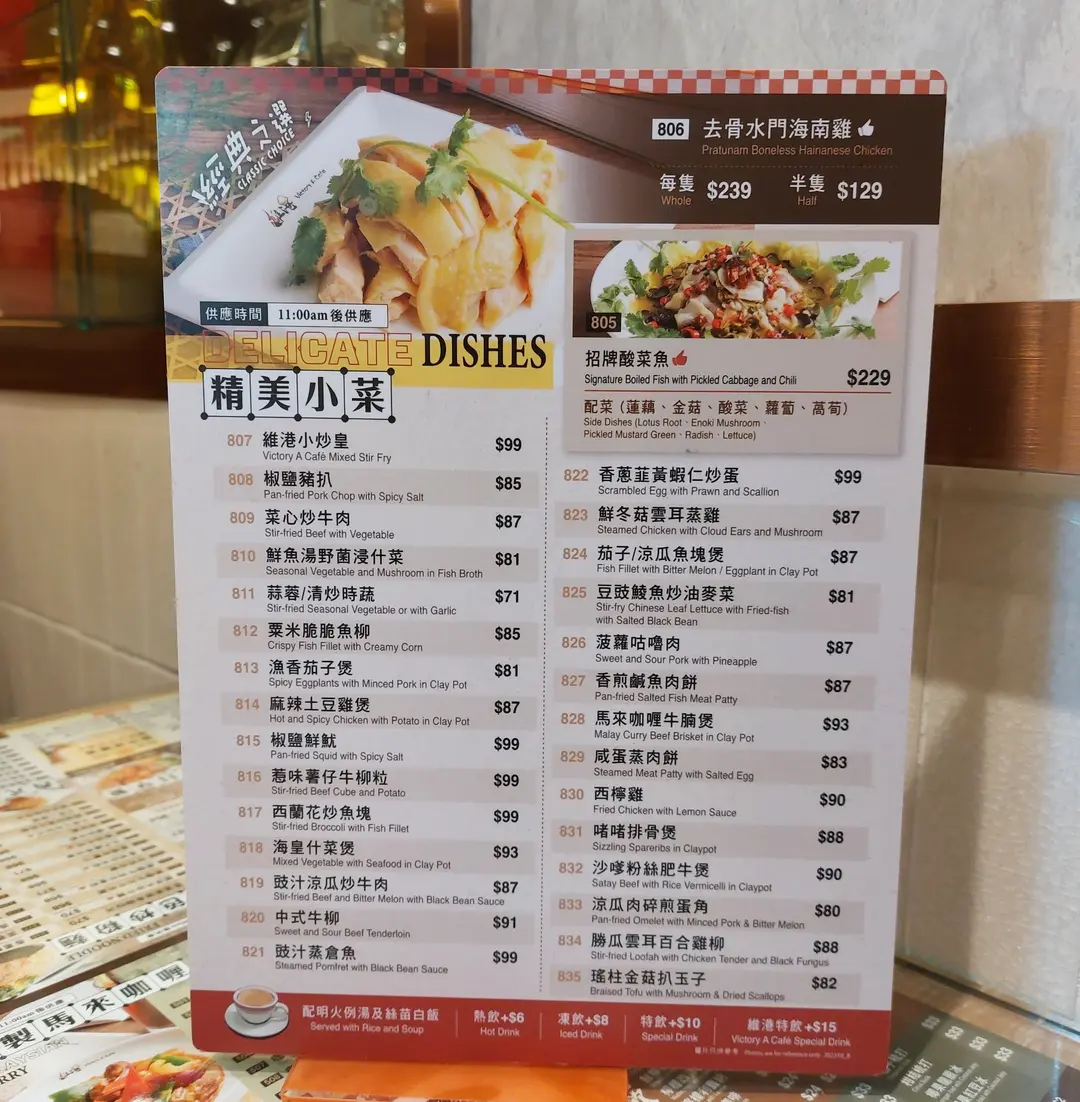 經典之選
CLASSIC CHOICE
Victory A Café
806 去骨水門海南雞
Pratunam Boneless Hainanese Chicken
每隻 $239 半隻 $129
Whole Half
805
招牌酸菜魚
Signature Boiled Fish with Pickled Cabbage and Chili $229
配菜 (蓮藕、金菇、酸菜、蘿蔔、萵筍)
Side Dishes (Lotus Root、Enoki Mushroom、
Pickled Mustard Green、Radish、Lettuce)
供應時間 11:00am後供應
DELICATE DISHES
精美小菜
807 維港小炒皇 $99
Victory A Café Mixed Stir Fry
808 椒鹽豬扒 $85
Pan-fried Pork Chop with Spicy Salt
809 菜心炒牛肉 $87
Stir-fried Beef with Vegetable
810 鮮魚湯野菌浸什菜 $81
Seasonal Vegetable and Mushroom in Fish Broth
811 蒜蓉/清炒時蔬 $71
Stir-fried Seasonal Vegetable or with Garlic
812 粟米脆脆魚柳 $85
Crispy Fish Fillet with Creamy Corn
813 漁香茄子煲 $81
Spicy Eggplants with Minced Pork in Clay Pot
814 麻辣土豆雞煲 $87
Hot and Spicy Chicken with Potato in Clay Pot
815 椒鹽鮮魷 $99
Pan-fried Squid with Spicy Salt
816 惹味薯仔牛柳粒 $99
Stir-fried Beef Cube and Potato
817 西蘭花炒魚塊 $99
Stir-fried Broccoli with Fish Fillet
818 海皇什菜煲 $93
Mixed Vegetable with Seafood in Clay Pot
819 豉汁涼瓜炒牛肉 $87
Stir-fried Beef and Bitter Melon with Black Bean Sauce
820 中式牛柳 $91
Sweet and Sour Beef Tenderloin
821 豉汁蒸倉魚 $99
Steamed Pomfret with Black Bean Sauce
822 香蔥韮黃蝦仁炒蛋 $99
Scrambled Egg with Prawn and Scallion
823 鮮冬菇雲耳蒸雞 $87
Steamed Chicken with Cloud Ears and Mushroom
824 茄子/涼瓜魚塊煲 $87
Fish Fillet with Bitter Melon / Eggplant in Clay Pot
825 豆豉鯪魚炒油麥菜 $81
Stir-fry Chinese Leaf Lettuce with Fried-fish
with Salted Black Bean
826 菠蘿咕嚕肉 $87
Sweet and Sour Pork with Pineapple
827 香煎鹹魚肉餅 $87
Pan-fried Salted Fish Meat Patty
828 馬來咖喱牛腩煲 $93
Malay Curry Beef Brisket in Clay Pot
829 咸蛋蒸肉餅 $83
Steamed Meat Patty with Salted Egg
830 西檸雞 $90
Fried Chicken with Lemon Sauce
831 啫啫排骨煲 $88
Sizzling Spareribs in Claypot
832 沙嗲粉絲肥牛煲 $90
Satay Beef with Rice Vermicelli in Claypot
833 涼瓜肉碎煎蛋角 $80
Pan-fried Omelet with Minced Pork & Bitter Melon
834 勝瓜雲耳百合雞柳 $88
Stir-fried Loofah with Chicken Tender and Black Fungus
835 瑤柱金菇扒玉子 $82
Braised Tofu with Mushroom & Dried Scallops
配明火例湯及絲苗白飯 熱飲+$6 凍飲+$8 特飲+$10 維港特飲+$15
Served with Rice and Soup Hot Drink Iced Drink Special Drink Victory A Café Special Drink
圖片只供參考 Photos are for reference only
製馬來咖喱